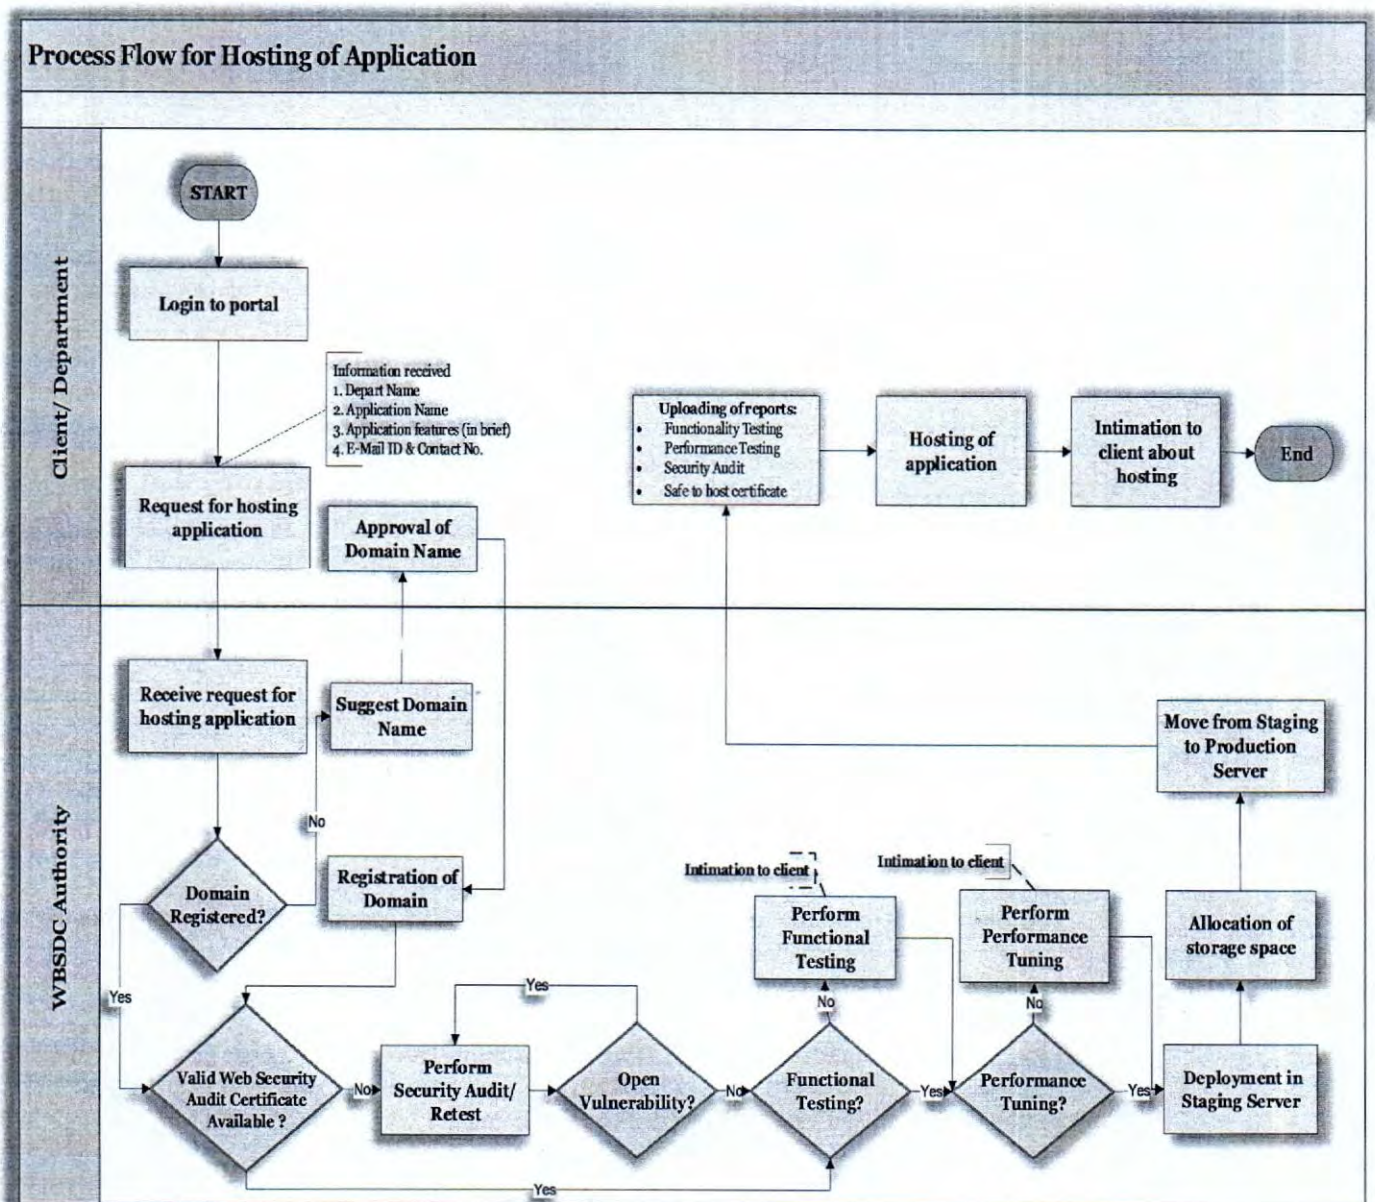 Process Flow for Hosting of Application
Client/ Department
START
Login to portal
Information received
1. Depart Name
2. Application Name
3. Application features (in brief)
4. E-Mail ID & Contact No.
Request for hosting
application
Approval of
Domain Name
Uploading of reports:
• Functionality Testing
• Performance Testing
• Security Audit
• Safe to host certificate
Hosting of
application
Intimation to
client about
hosting
End
WBSDC Authority
Receive request for
hosting application
Suggest Domain
Name
No
Domain
Registered?
Registration of
Domain
Yes
Valid Web Security
Audit Certificate
Available ?
No
Yes
Perform
Security Audit/
Retest
Yes
Open
Vulnerability?
No
Intimation to client
Perform
Functional
Testing
No
Functional
Testing?
Yes
Intimation to client
Perform
Performance
Tuning
No
Performance
Tuning?
Yes
Deployment in
Staging Server
Allocation of
storage space
Move from Staging
to Production
Server